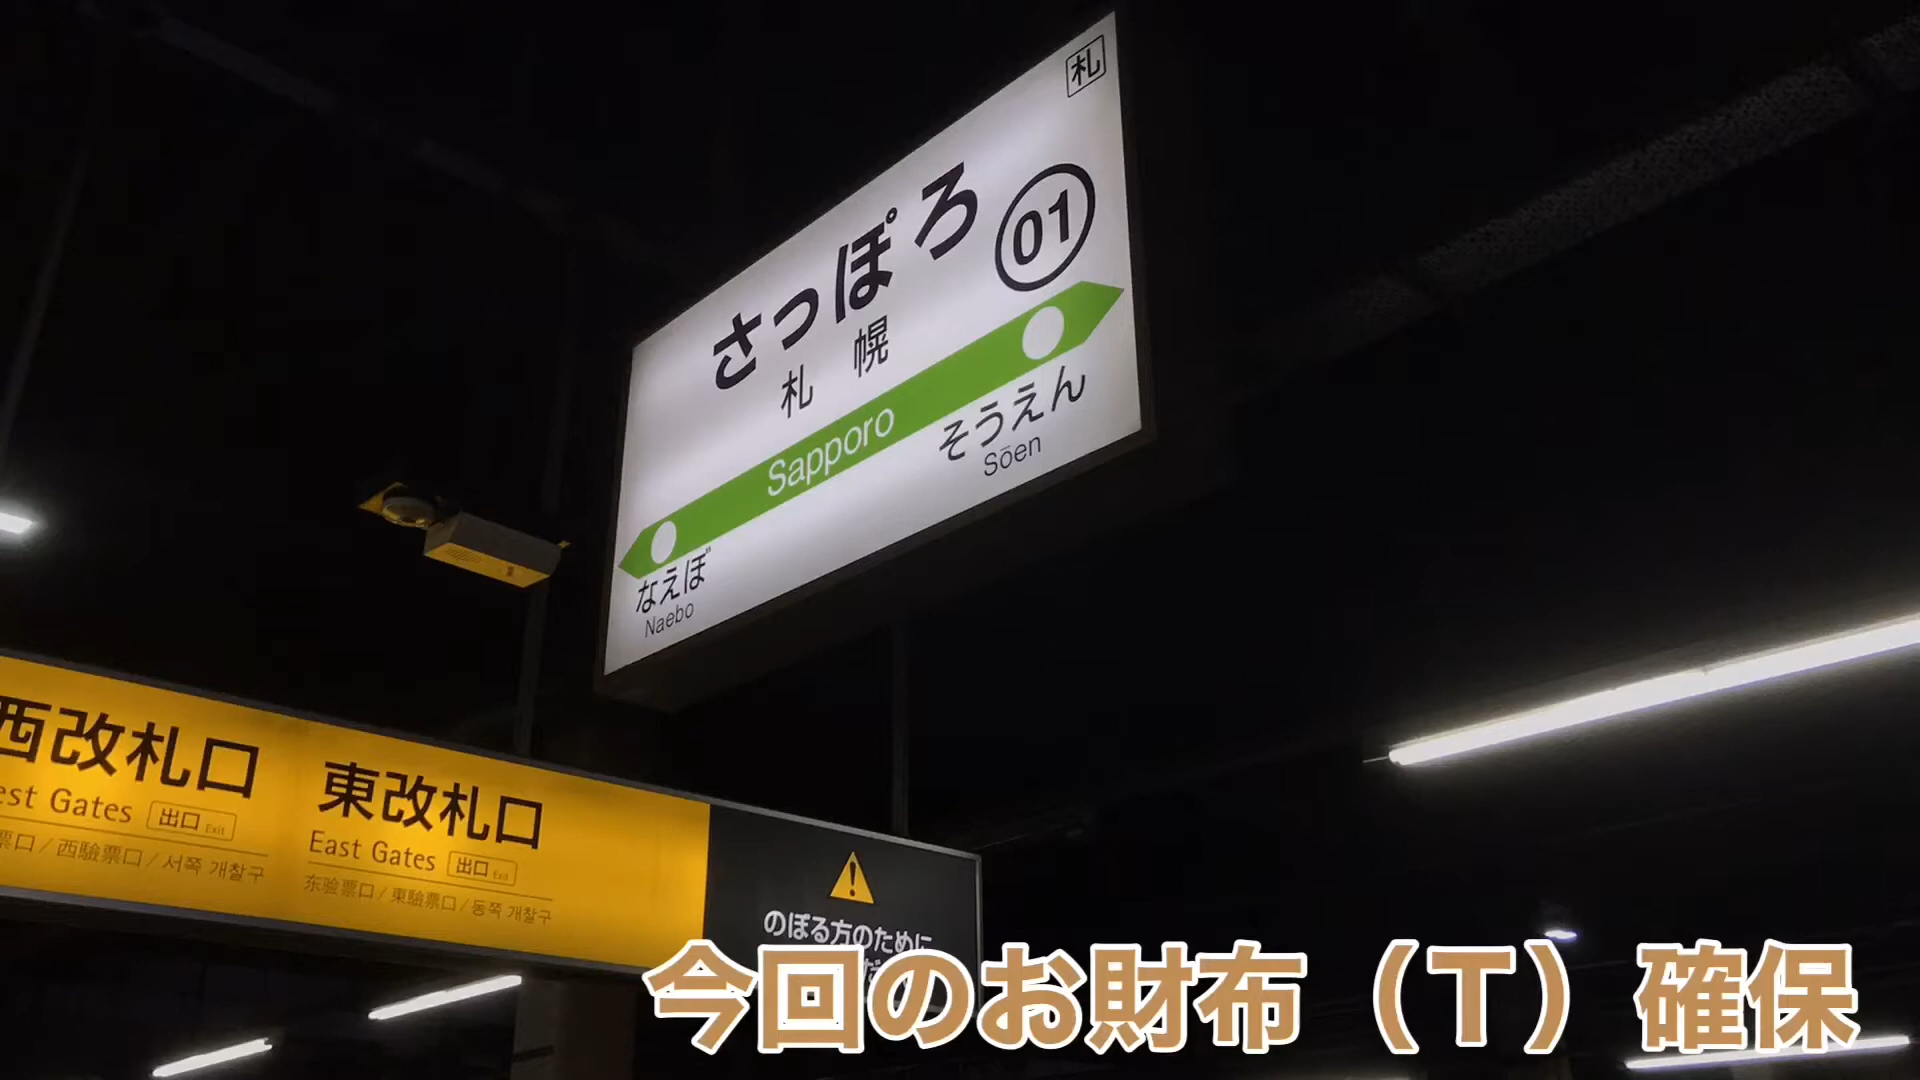 札
さっぽろ
01
札幌
Sapporo
そうえん
Sōen
なえぼ
Naebo
西改札口
est Gates 出口 Exit
票口/西驗票口/서쪽 개찰구
東改札口
East Gates 出口 Exit
东验票口/東驗票口/동쪽 개찰구
のぼる方のために
今回のお財布（T）確保